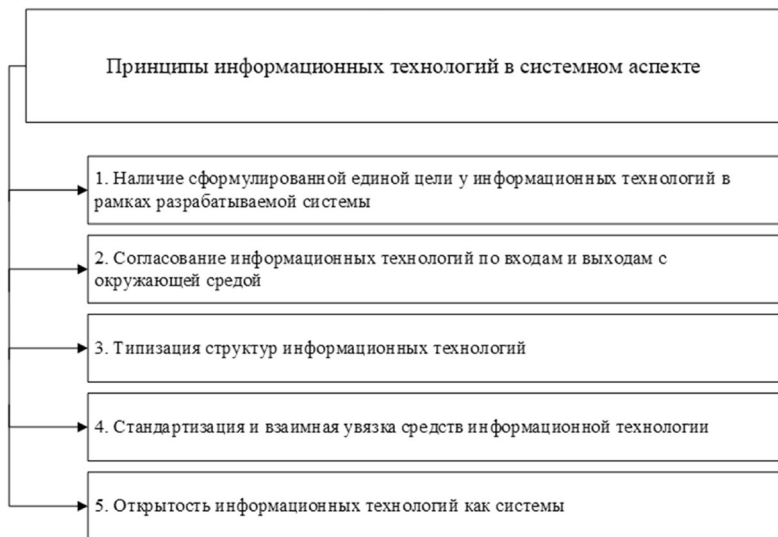 Принципы информационных технологий в системном аспекте
1. Наличие сформулированной единой цели у информационных технологий в
рамках разрабатываемой системы
2. Согласование информационных технологий по входам и выходам с
окружающей средой
3. Типизация структур информационных технологий
4. Стандартизация и взаимная увязка средств информационной технологии
5. Открытость информационных технологий как системы